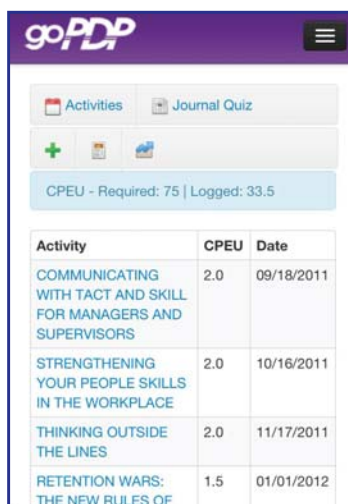 goPDP
Activities Journal Quiz
CPEU - Required: 75 | Logged: 33.5
Activity CPEU Date
COMMUNICATING 2.0 09/18/2011
WITH TACT AND SKILL
FOR MANAGERS AND
SUPERVISORS
STRENGTHENING 2.0 10/16/2011
YOUR PEOPLE SKILLS
IN THE WORKPLACE
THINKING OUTSIDE 2.0 11/17/2011
THE LINES
RETENTION WARS: 1.5 01/01/2012
THE NEW RULES OF